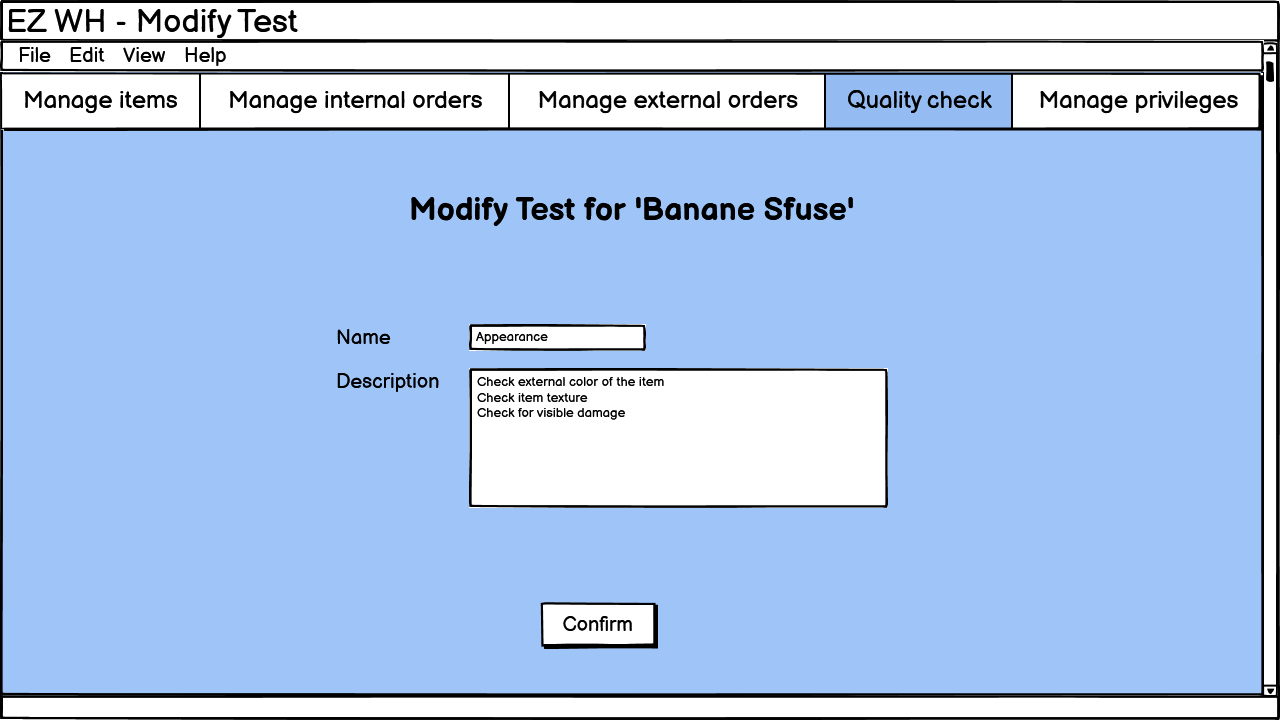 EZ WH - Modify Test
File Edit View Help
Manage items Manage internal orders Manage external orders Quality check Manage privileges
Modify Test for 'Banane Sfuse'
Name Appearance
Description
Check external color of the item
Check item texture
Check for visible damage
Confirm